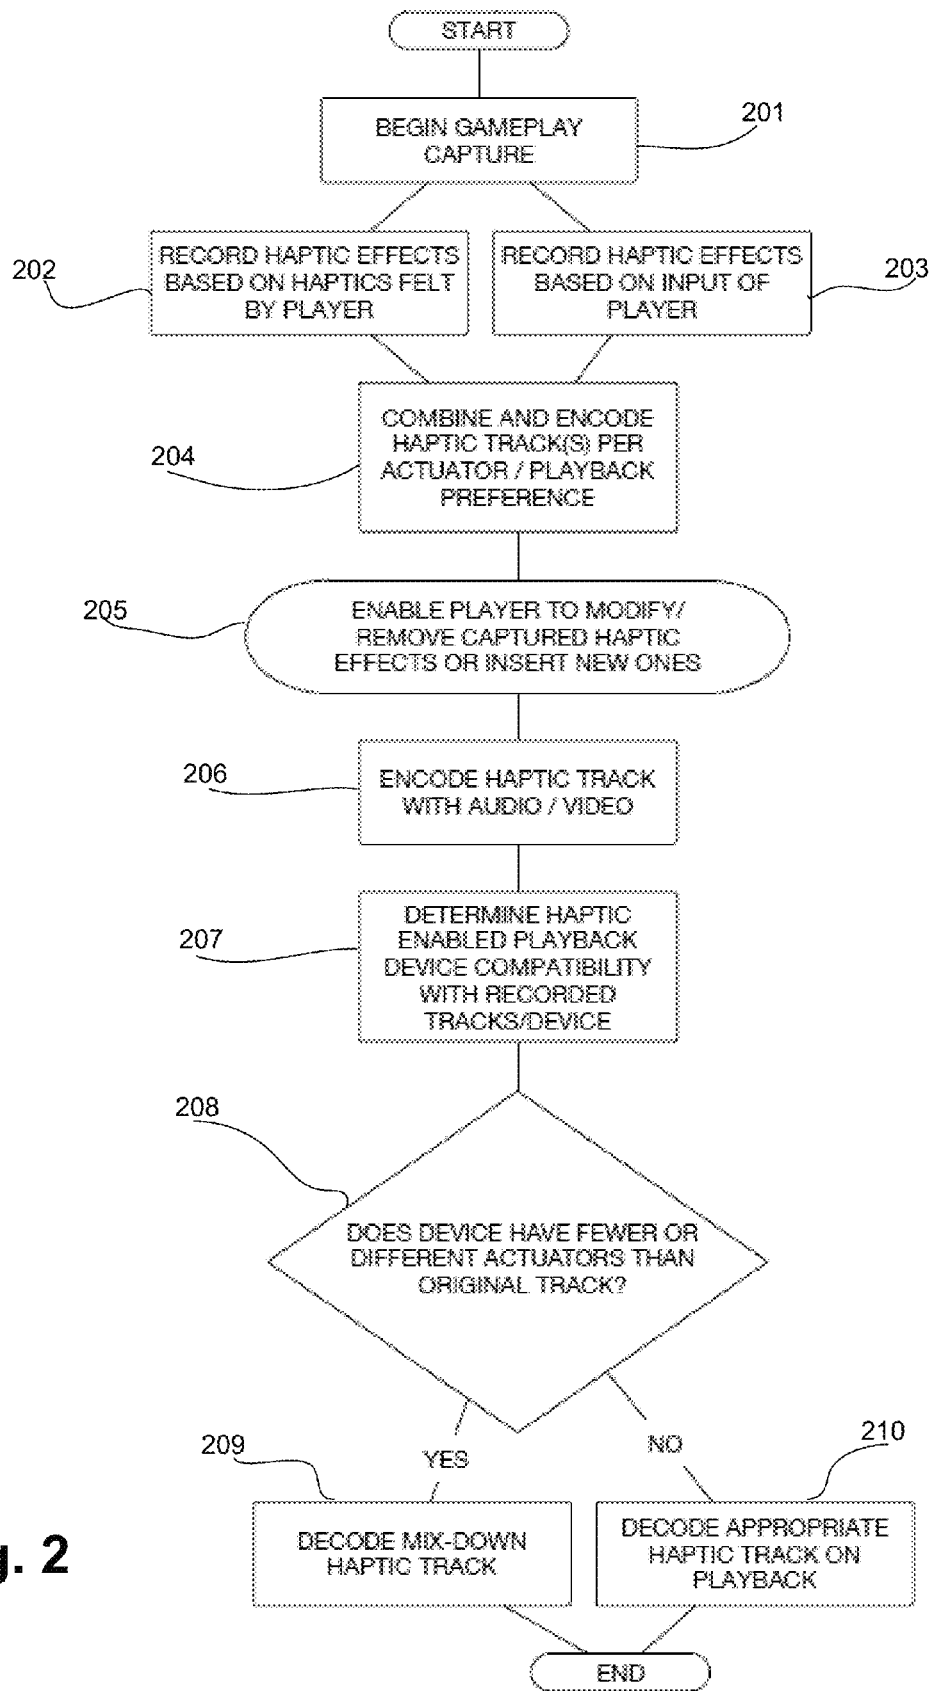 START
BEGIN GAMEPLAY
CAPTURE
201
RECORD HAPTIC EFFECTS
BASED ON HAPTICS FELT
BY PLAYER
202
RECORD HAPTIC EFFECTS
BASED ON INPUT OF
PLAYER
203
COMBINE AND ENCODE
HAPTIC TRACK(S) PER
ACTUATOR / PLAYBACK
PREFERENCE
204
ENABLE PLAYER TO MODIFY/
REMOVE CAPTURED HAPTIC
EFFECTS OR INSERT NEW ONES
205
ENCODE HAPTIC TRACK
WITH AUDIO / VIDEO
206
DETERMINE HAPTIC
ENABLED PLAYBACK
DEVICE COMPATIBILITY
WITH RECORDED
TRACKS/DEVICE
207
208
DOES DEVICE HAVE FEWER OR
DIFFERENT ACTUATORS THAN
ORIGINAL TRACK?
YES
NO
209
DECODE MIX-DOWN
HAPTIC TRACK
210
DECODE APPROPRIATE
HAPTIC TRACK ON
PLAYBACK
END
g. 2